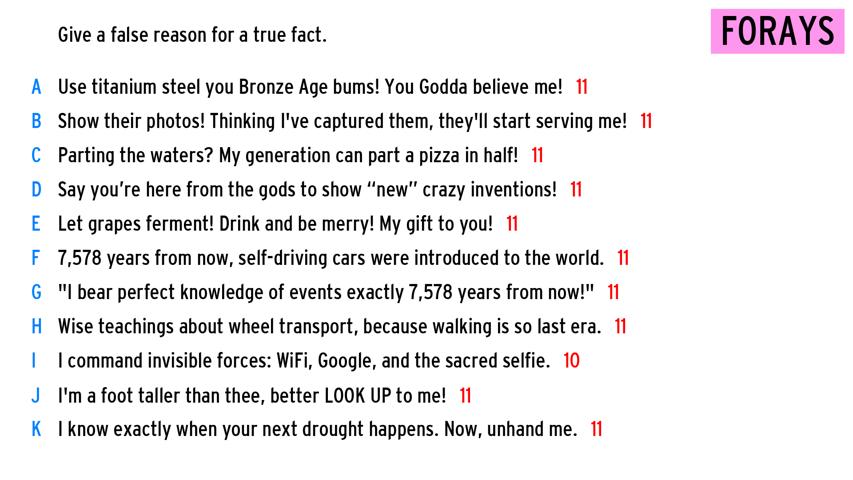 Give a false reason for a true fact.
FORAYS
A Use titanium steel you Bronze Age bums! You Godda believe me! 11
B Show their photos! Thinking I've captured them, they'll start serving me! 11
C Parting the waters? My generation can part a pizza in half! 11
D Say you’re here from the gods to show “new” crazy inventions! 11
E Let grapes ferment! Drink and be merry! My gift to you! 11
F 7,578 years from now, self-driving cars were introduced to the world. 11
G "I bear perfect knowledge of events exactly 7,578 years from now!" 11
H Wise teachings about wheel transport, because walking is so last era. 11
I I command invisible forces: WiFi, Google, and the sacred selfie. 10
J I'm a foot taller than thee, better LOOK UP to me! 11
K I know exactly when your next drought happens. Now, unhand me. 11